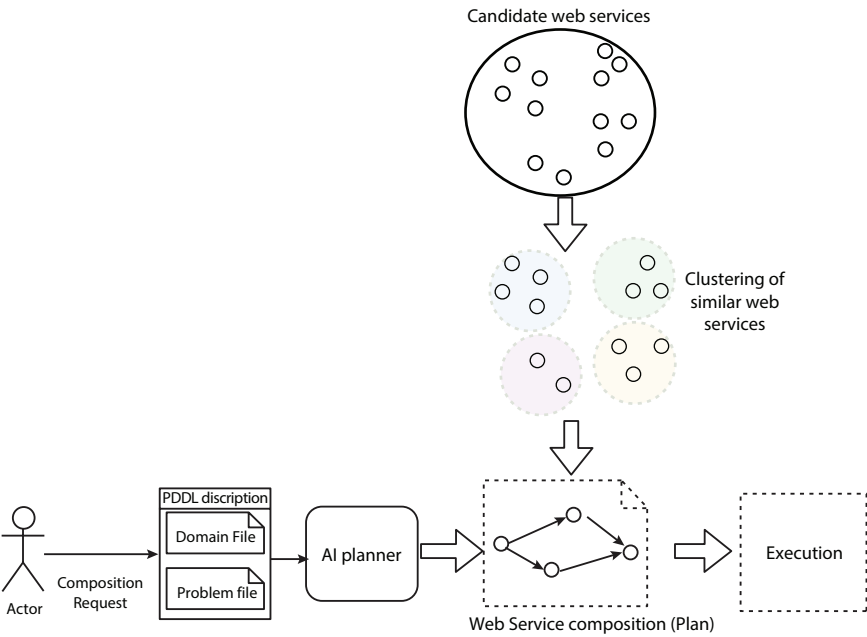 Candidate web services
Clustering of
similar web
services
PDDL discription
Domain File
Problem file
AI planner
Execution
Composition
Request
Actor
Web Service composition (Plan)